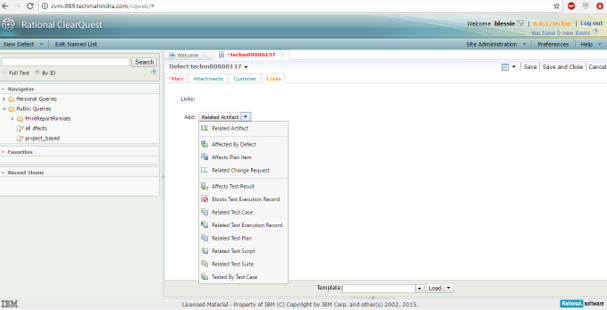 cvm-889.techmahindra.com/cqweb/#
Rational ClearQuest
Welcome blessie | 8.0.1/techm | Log out
You have 0 new items
New Defect Edit Named List Site Administration Preferences Help
Search
Full Text By ID
Navigator
Personal Queries
Public Queries
PrintReportFormats
all dfects
project_based
Favorites
Recent Items
Welcome *techm00000137
Defect:techm00000137 Save Save and Close Cancel
*Main Attachments Customer Links
Links:
Add: Related Artifact
Related Artifact
Affected By Defect
Affects Plan Item
Related Change Request
Affects Test Result
Blocks Test Execution Record
Related Test Case
Related Test Execution Record
Related Test Plan
Related Test Script
Related Test Suite
Tested By Test Case
Template: Load
IBM. Licensed Material - Property of IBM (C) Copyright by IBM Corp. and other(s) 2002, 2015. Rational. software